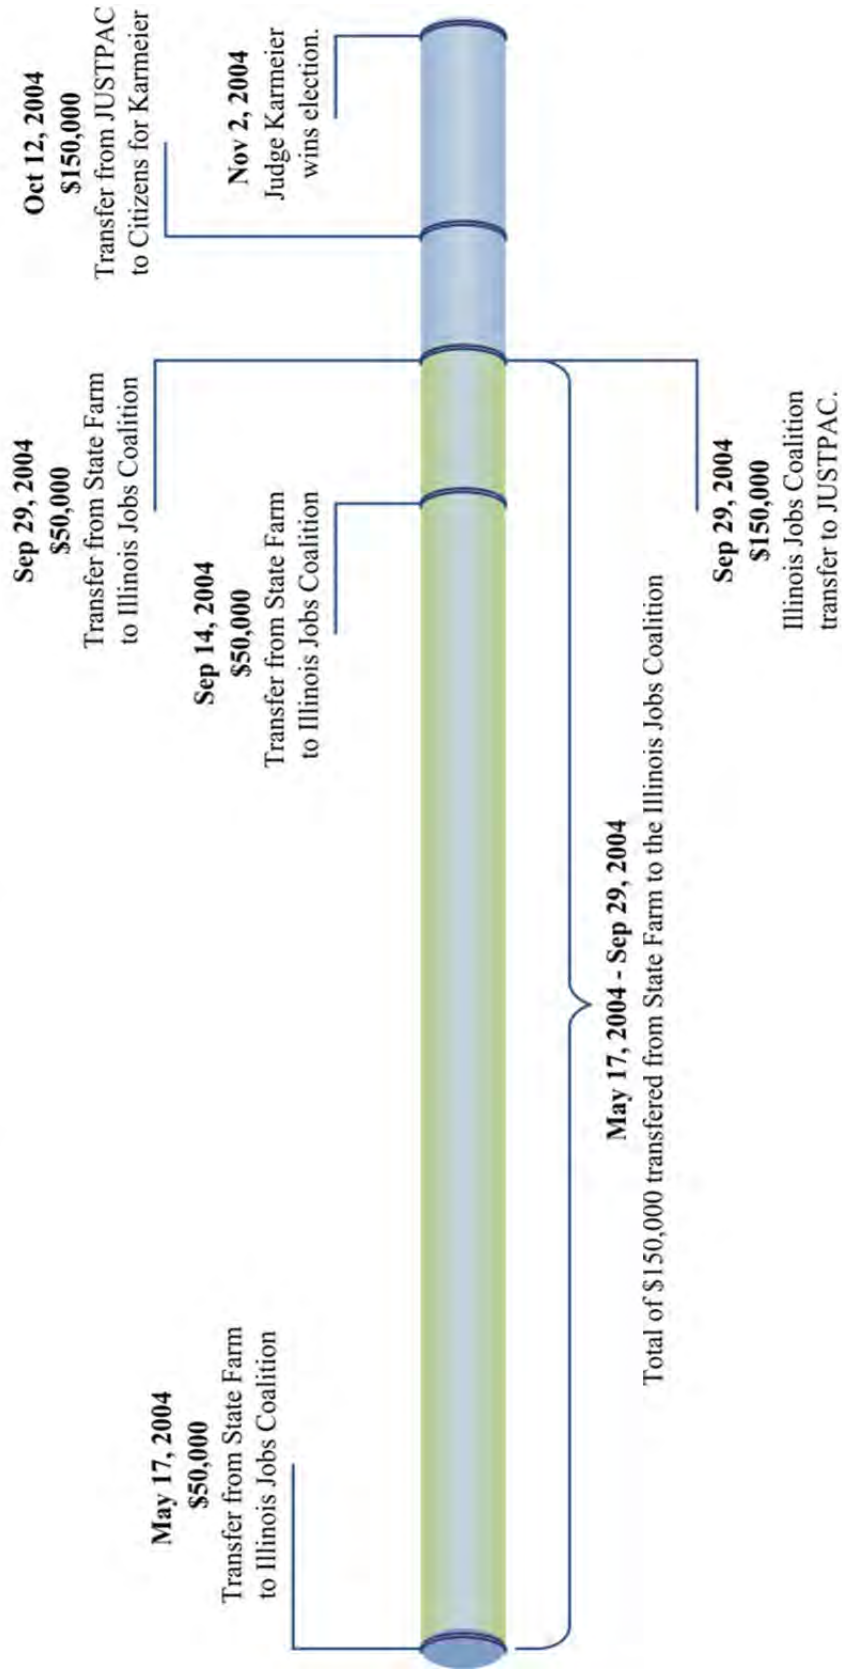 May 17, 2004
$50,000
Transfer from State Farm
to Illinois Jobs Coalition
Sep 14, 2004
$50,000
Transfer from State Farm
to Illinois Jobs Coalition
Sep 29, 2004
$50,000
Transfer from State Farm
to Illinois Jobs Coalition
Oct 12, 2004
$150,000
Transfer from JUSTPAC
to Citizens for Karmeier
Nov 2, 2004
Judge Karmeier
wins election.
May 17, 2004 - Sep 29, 2004
Total of $150,000 transfered from State Farm to the Illinois Jobs Coalition
Sep 29, 2004
$150,000
Illinois Jobs Coalition
transfer to JUSTPAC.